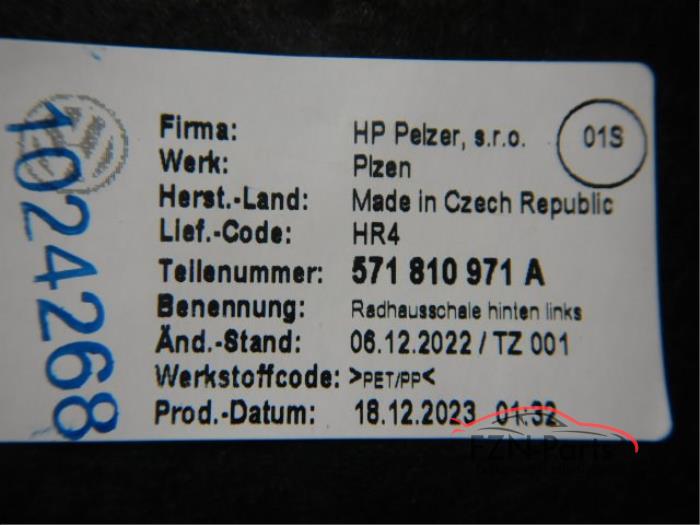 Firma: HP Pelzer, s.r.o. 01S
Werk: Plzen
Herst.-Land: Made in Czech Republic
Lief.-Code: HR4
Teilenummer: 571 810 971 A
Benennung: Radhausschale hinten links
Änd.-Stand: 06.12.2022 / TZ 001
Werkstoffcode: >PET/PP<
Prod.-Datum: 18.12.2023 01:32
1024268
FZN-Parts